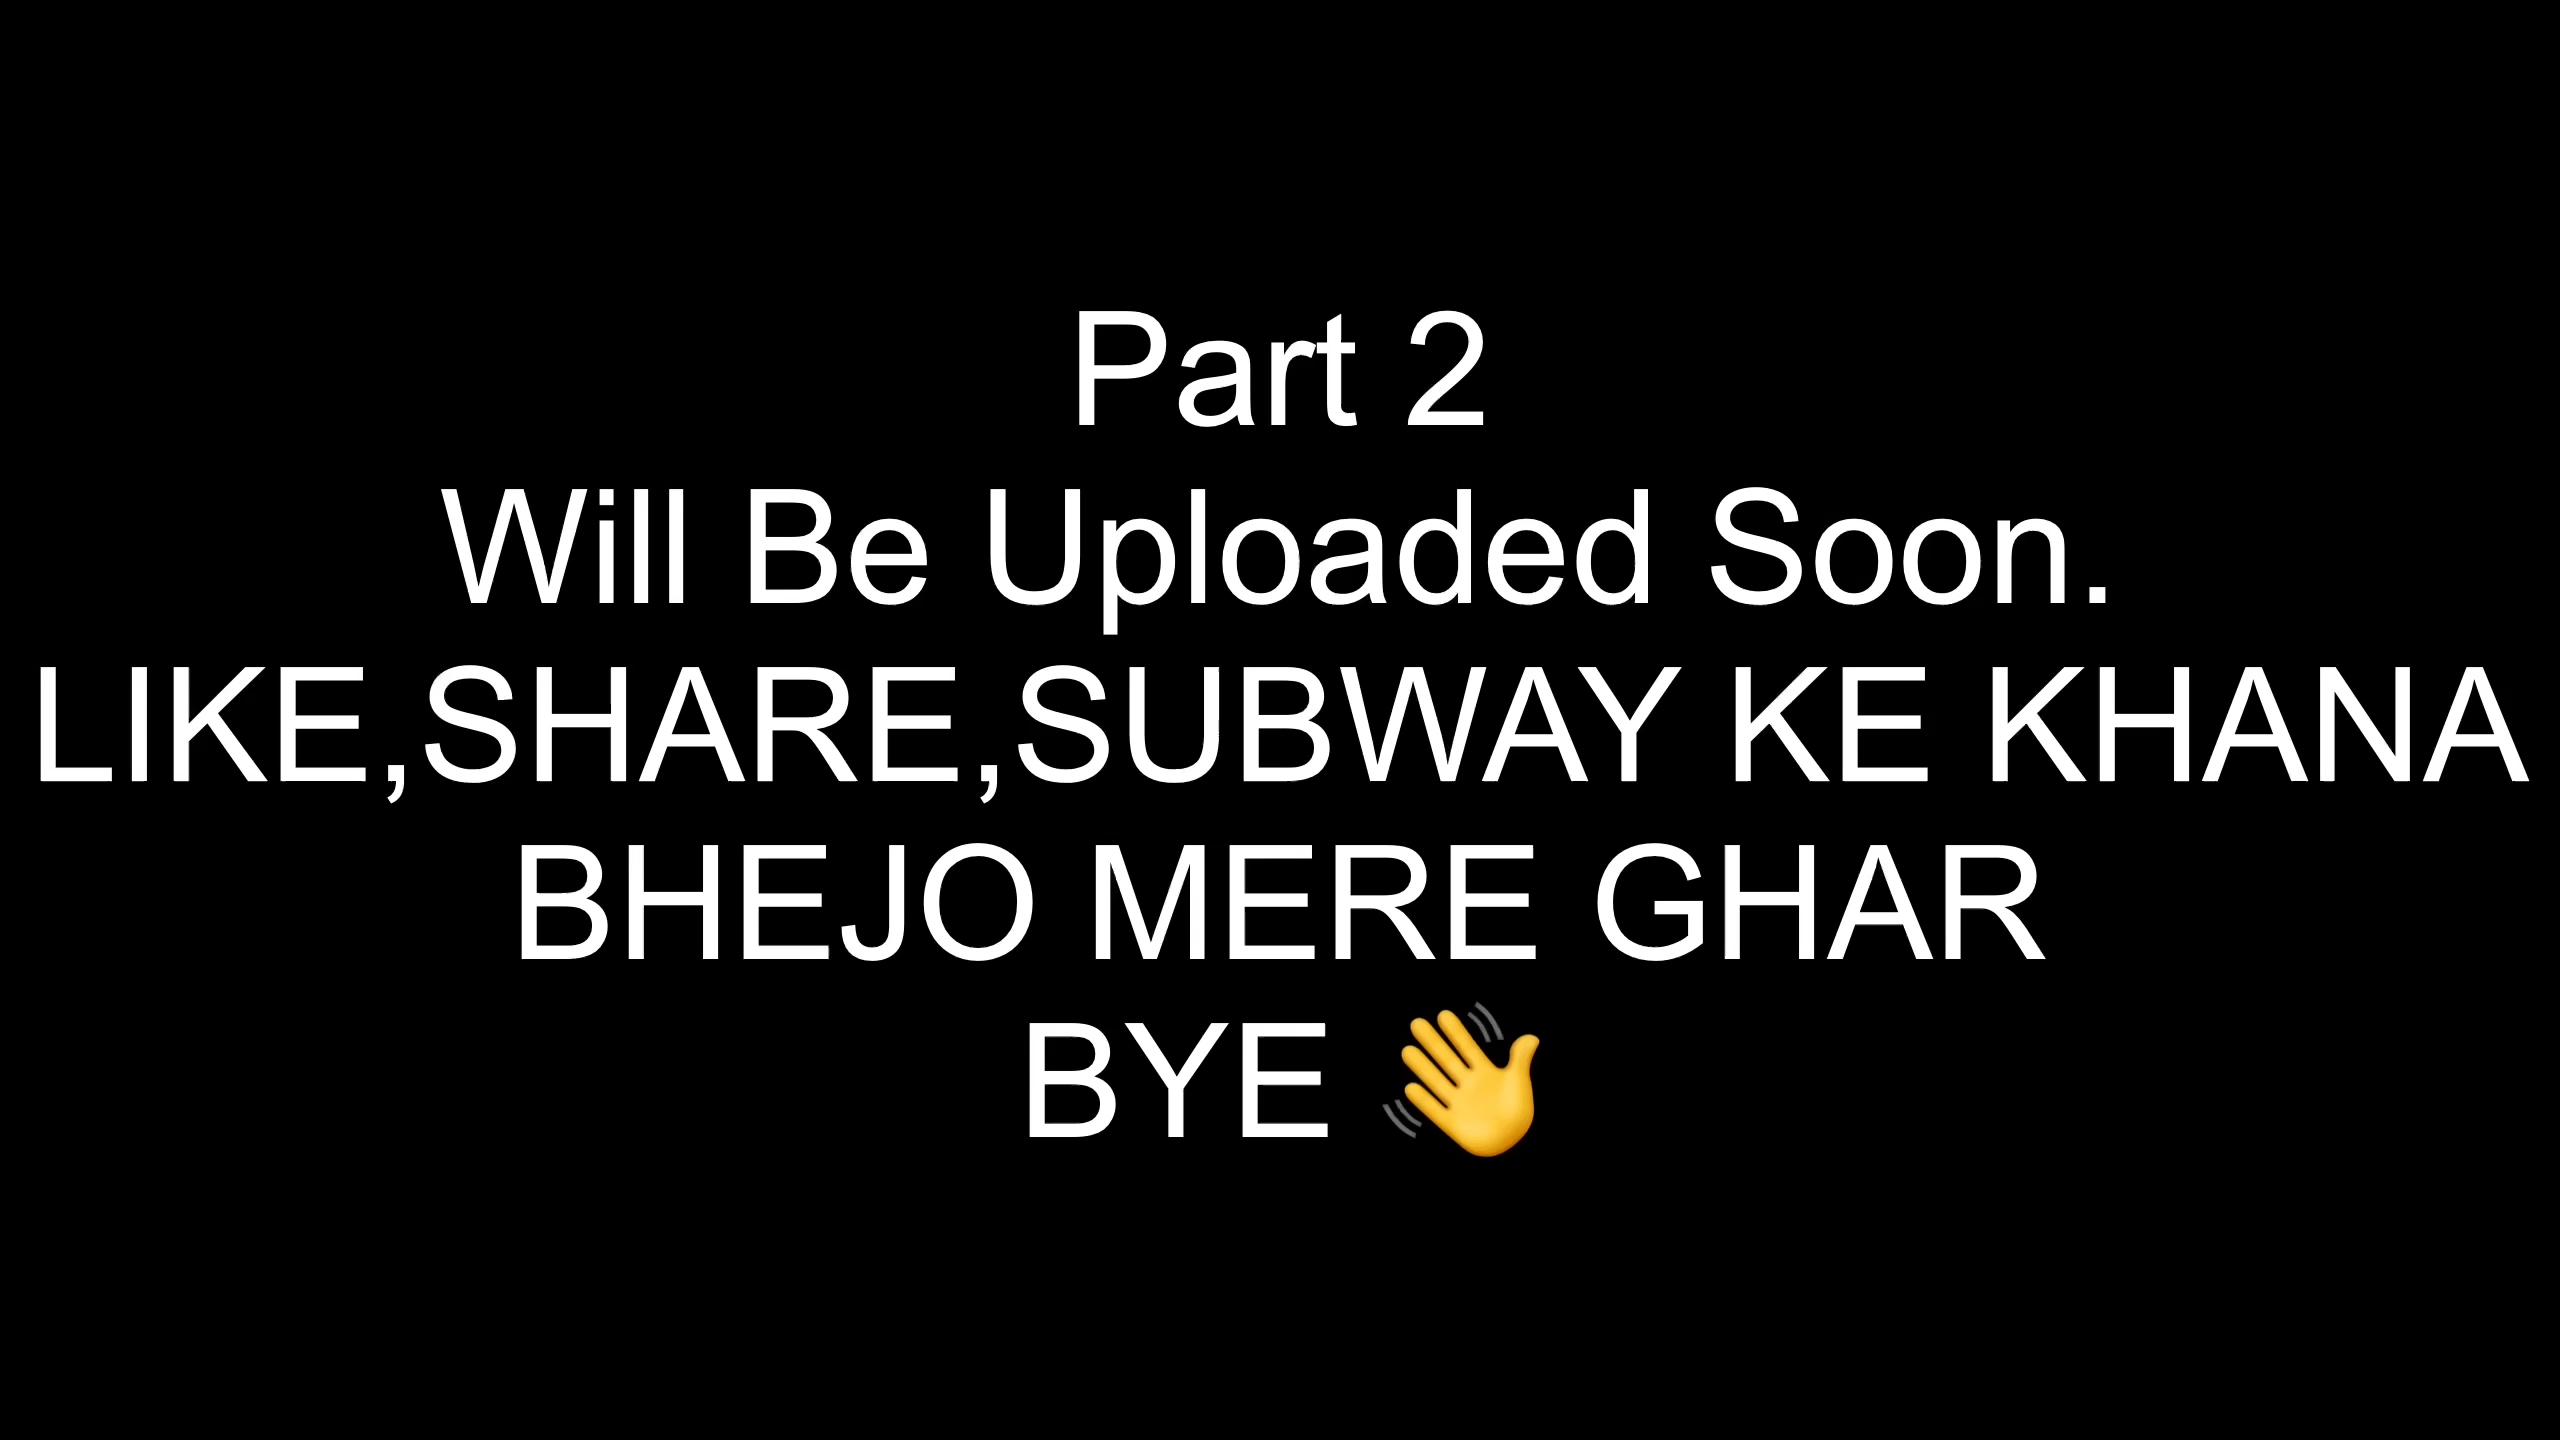 Part 2
Will Be Uploaded Soon.
LIKE,SHARE,SUBWAY KE KHANA
BHEJO MERE GHAR
BYE 👋